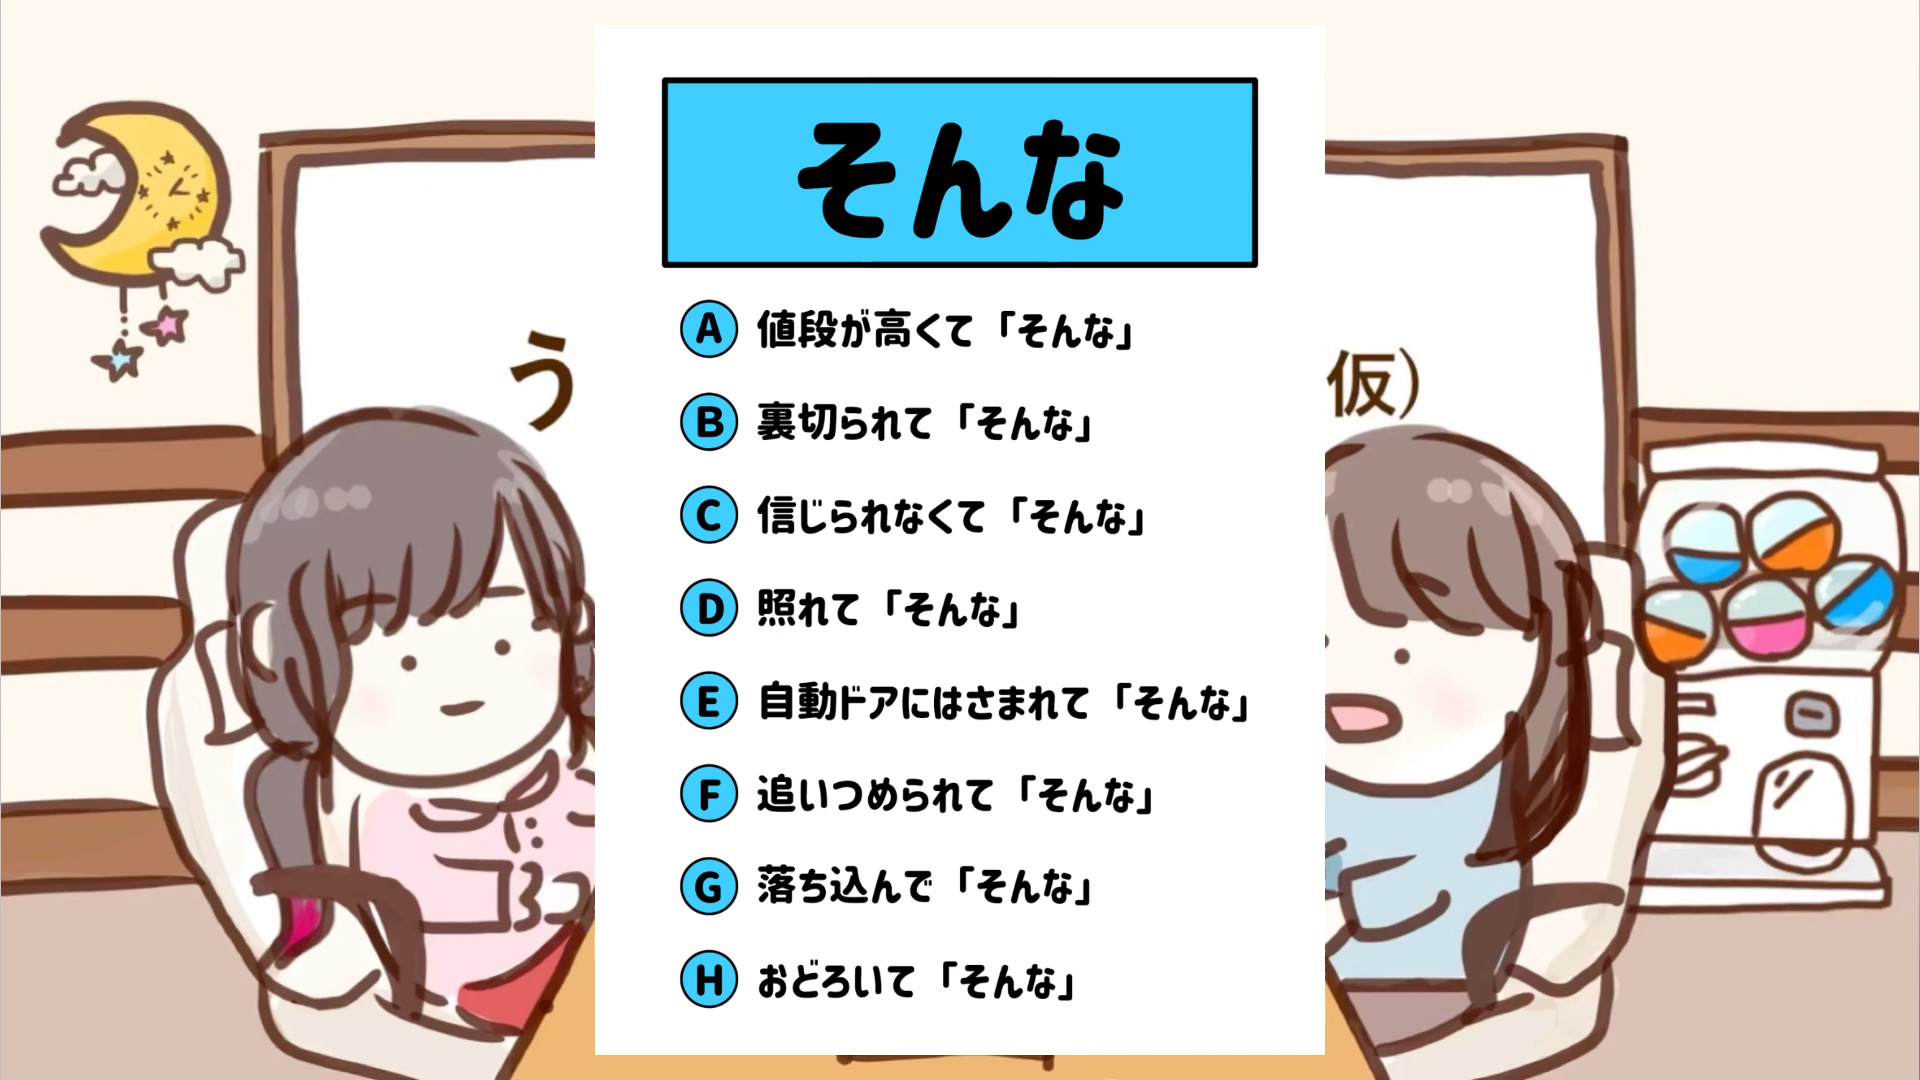 そんな
A 値段が高くて「そんな」
B 裏切られて「そんな」
C 信じられなくて「そんな」
D 照れて「そんな」
E 自動ドアにはさまれて「そんな」
F 追いつめられて「そんな」
G 落ち込んで「そんな」
H おどろいて「そんな」
う
仮）